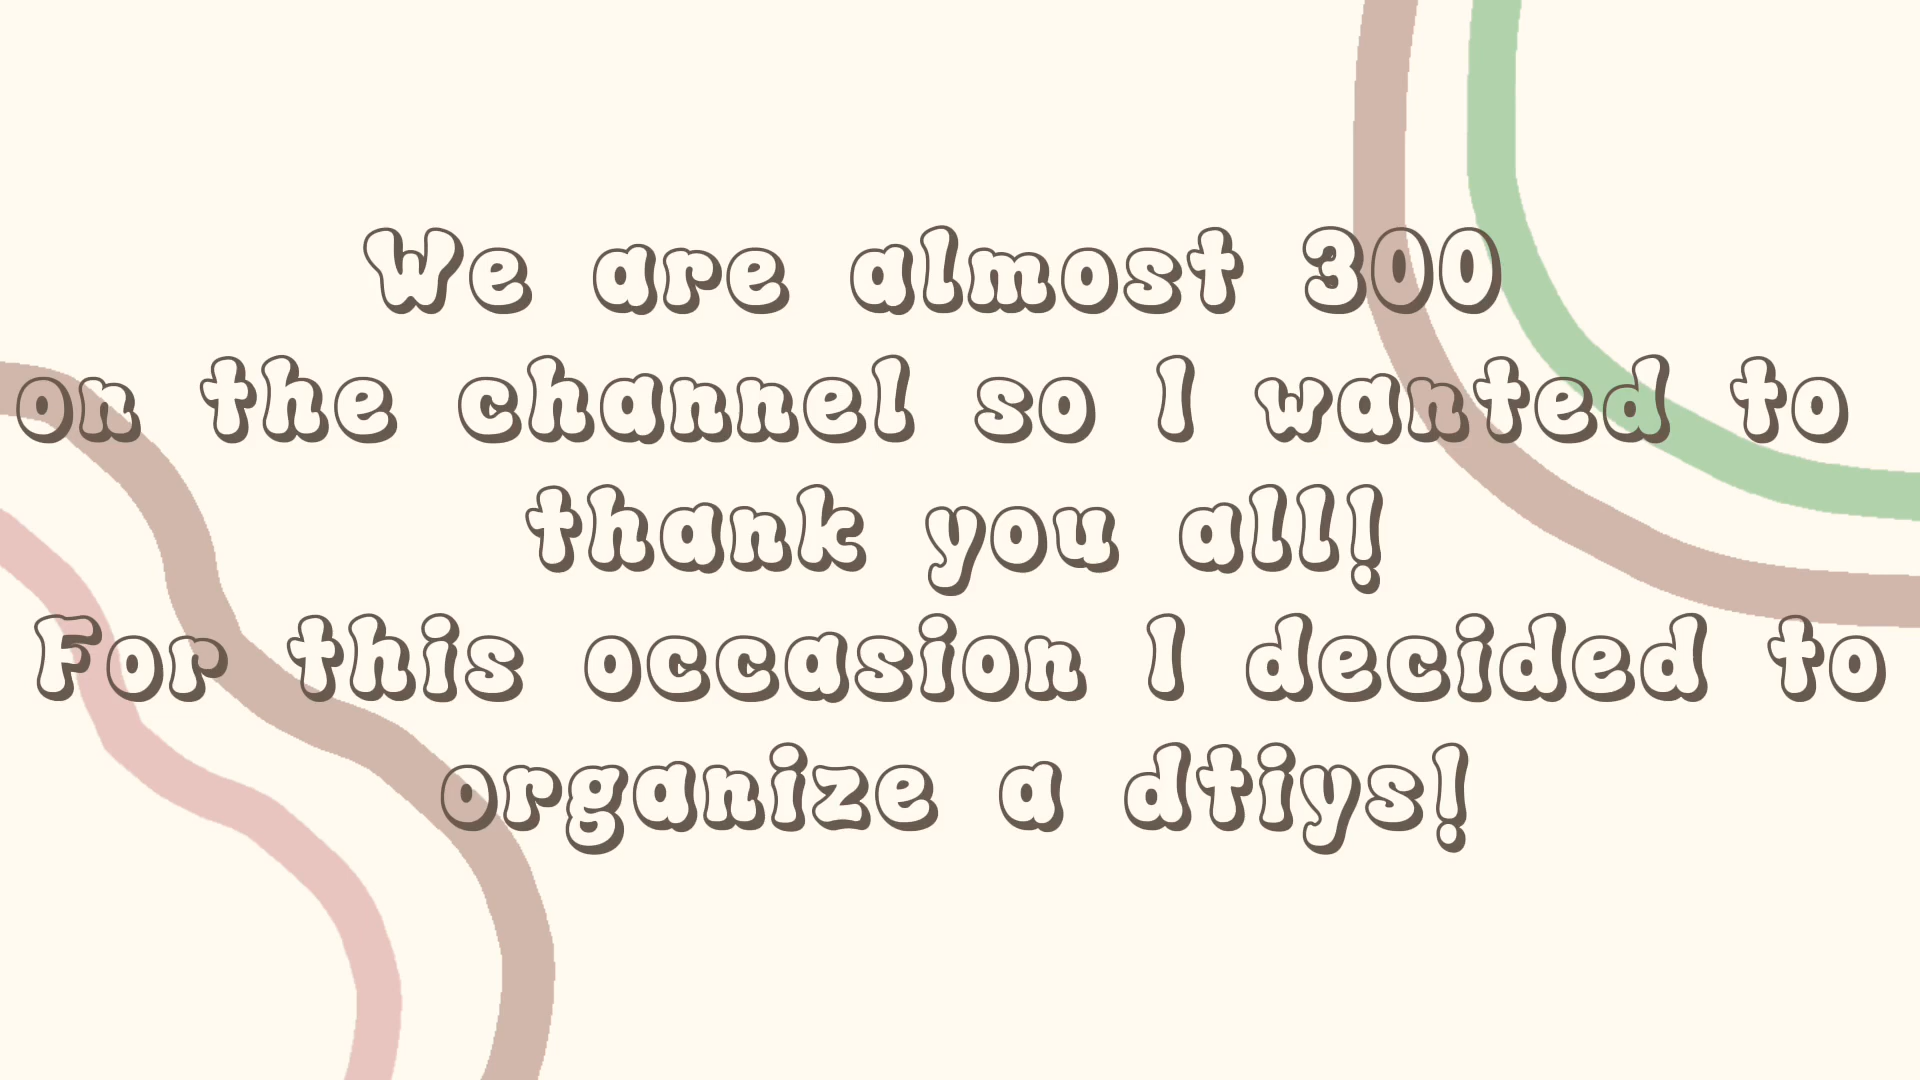 We are almost 300
on the channel so I wanted to
thank you all!
For this occasion I decided to
organize a dtiys!